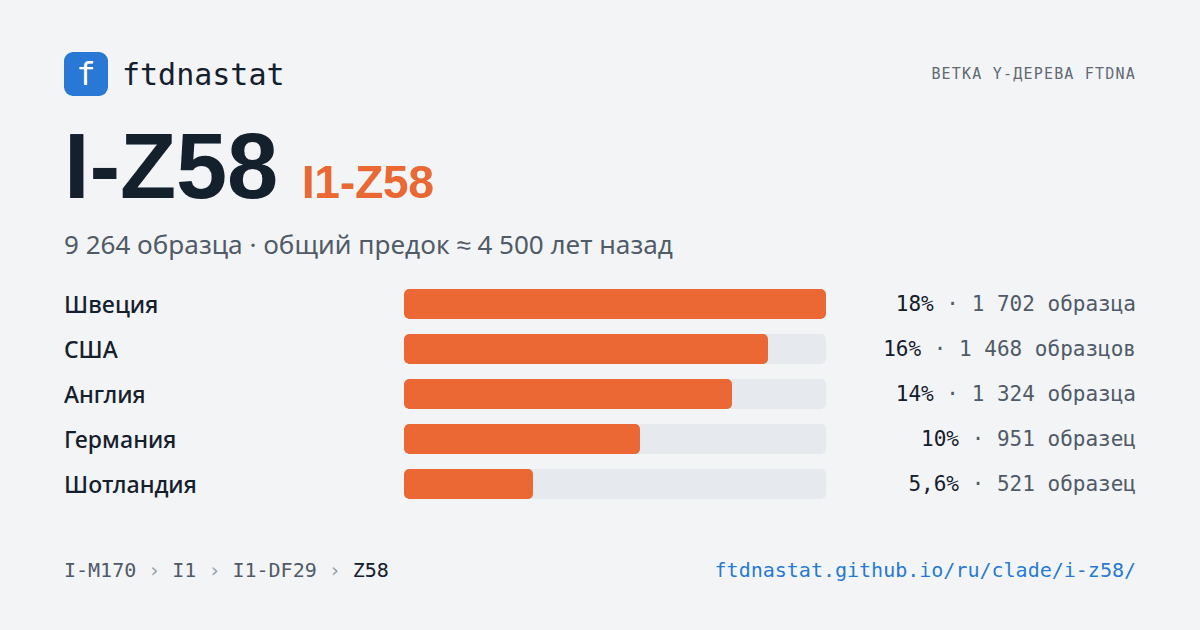 f ftdnastat
ВЕТКА Y-ДЕРЕВА FTDNA
I-Z58 I1-Z58
9 264 образца · общий предок ≈ 4 500 лет назад
Швеция 18% · 1 702 образца
США 16% · 1 468 образцов
Англия 14% · 1 324 образца
Германия 10% · 951 образец
Шотландия 5,6% · 521 образец
I-M170 › I1 › I1-DF29 › Z58
ftdnastat.github.io/ru/clade/i-z58/